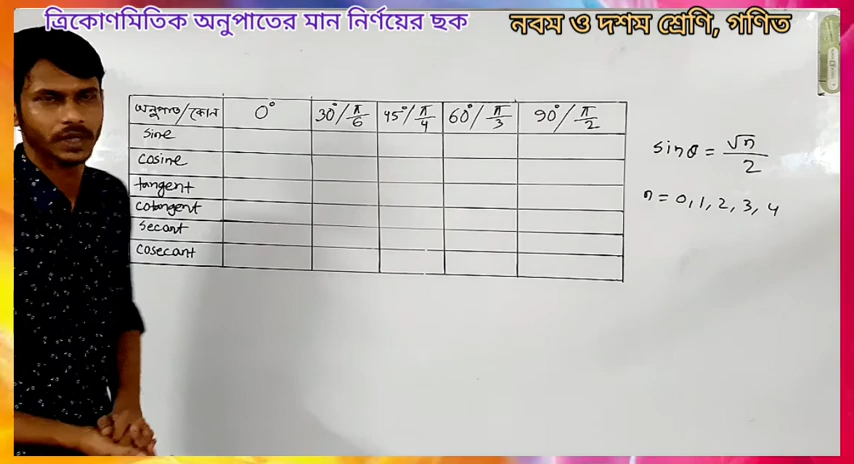 ত্রিকোণমিতিক অনুপাতের মান নির্ণয়ের ছক
নবম ও দশম শ্রেণি, গণিত
অনুপাত/কোন 0° 30°/π/6 45°/π/4 60°/π/3 90°/π/2
sine
cosine
tangent
cotangent
secant
cosecant
sinθ = √n/2
n = 0, 1, 2, 3, 4